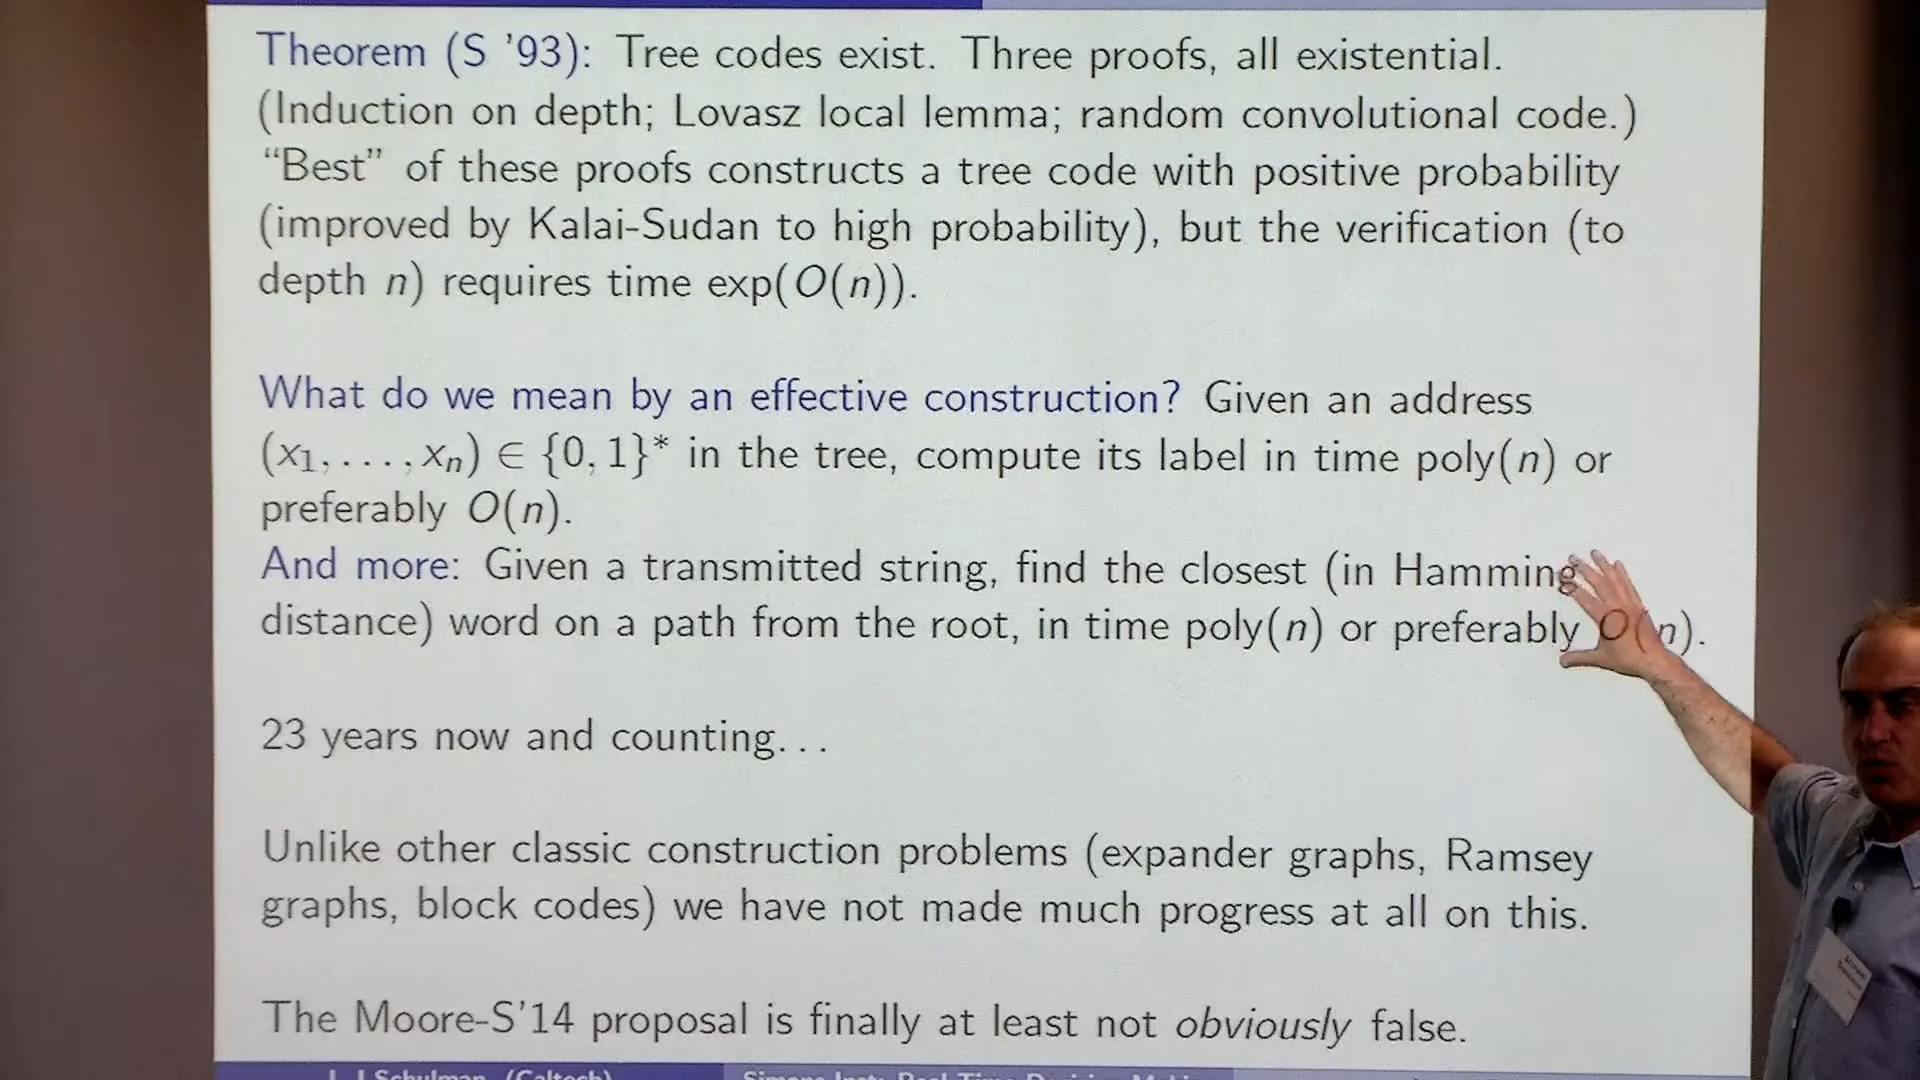 Theorem (S '93): Tree codes exist. Three proofs, all existential.
(Induction on depth; Lovasz local lemma; random convolutional code.)
“Best” of these proofs constructs a tree code with positive probability
(improved by Kalai-Sudan to high probability), but the verification (to
depth n) requires time exp(O(n)).
What do we mean by an effective construction? Given an address
(x₁, . . . , xₙ) ∈ {0, 1}* in the tree, compute its label in time poly(n) or
preferably O(n).
And more: Given a transmitted string, find the closest (in Hamming
distance) word on a path from the root, in time poly(n) or preferably O(n).
23 years now and counting. . .
Unlike other classic construction problems (expander graphs, Ramsey
graphs, block codes) we have not made much progress at all on this.
The Moore-S'14 proposal is finally at least not obviously false.
Schulman (Caltech)